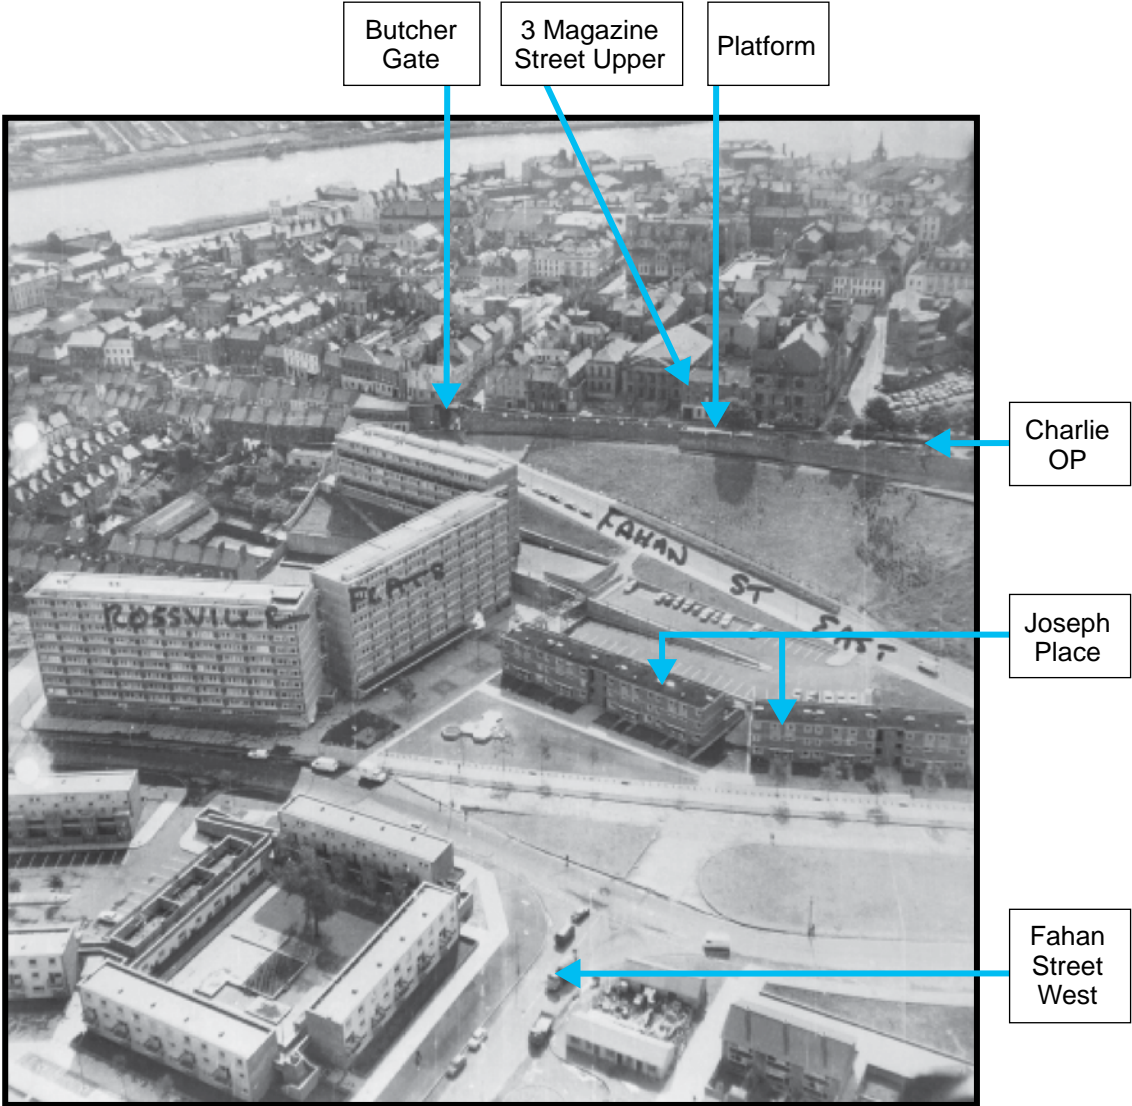 Butcher
Gate
3 Magazine
Street Upper
Platform
Charlie
OP
FAHAN
ST
EAST
ROSSVILLE
FLATS
Joseph
Place
Fahan
Street
West